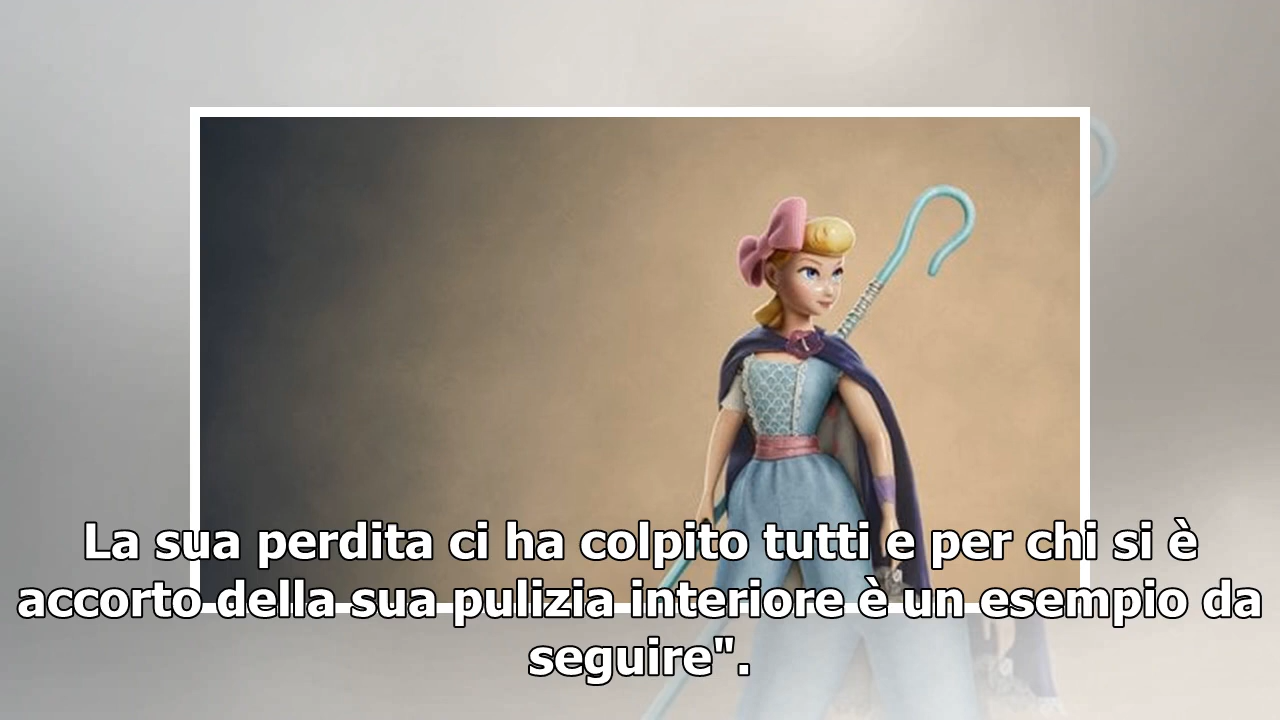 La sua perdita ci ha colpito tutti e per chi si è
accorto della sua pulizia interiore è un esempio da
seguire".